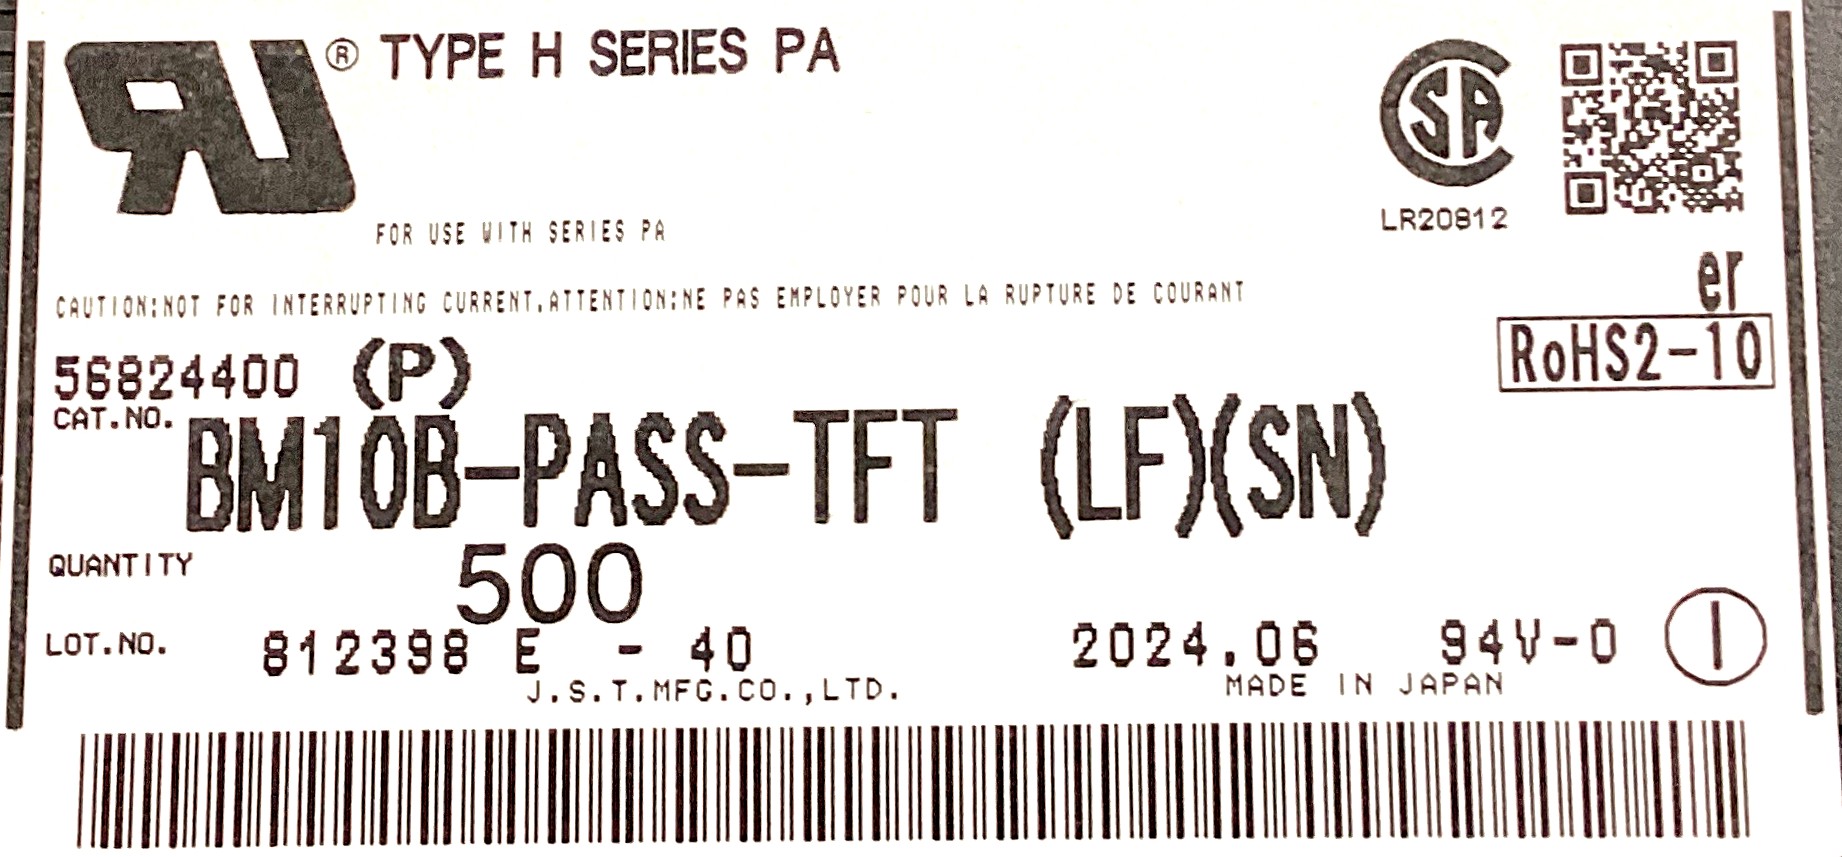 ® TYPE H SERIES PA
LR20812
FOR USE WITH SERIES PA
CAUTION:NOT FOR INTERRUPTING CURRENT.ATTENTION:NE PAS EMPLOYER POUR LA RUPTURE DE COURANT
er
RoHS2-10
56824400 (P)
CAT.NO. BM10B-PASS-TFT (LF)(SN)
QUANTITY 500
LOT.NO. 812398 E - 40 2024.06 94V-0
J.S.T.MFG.CO.,LTD. MADE IN JAPAN